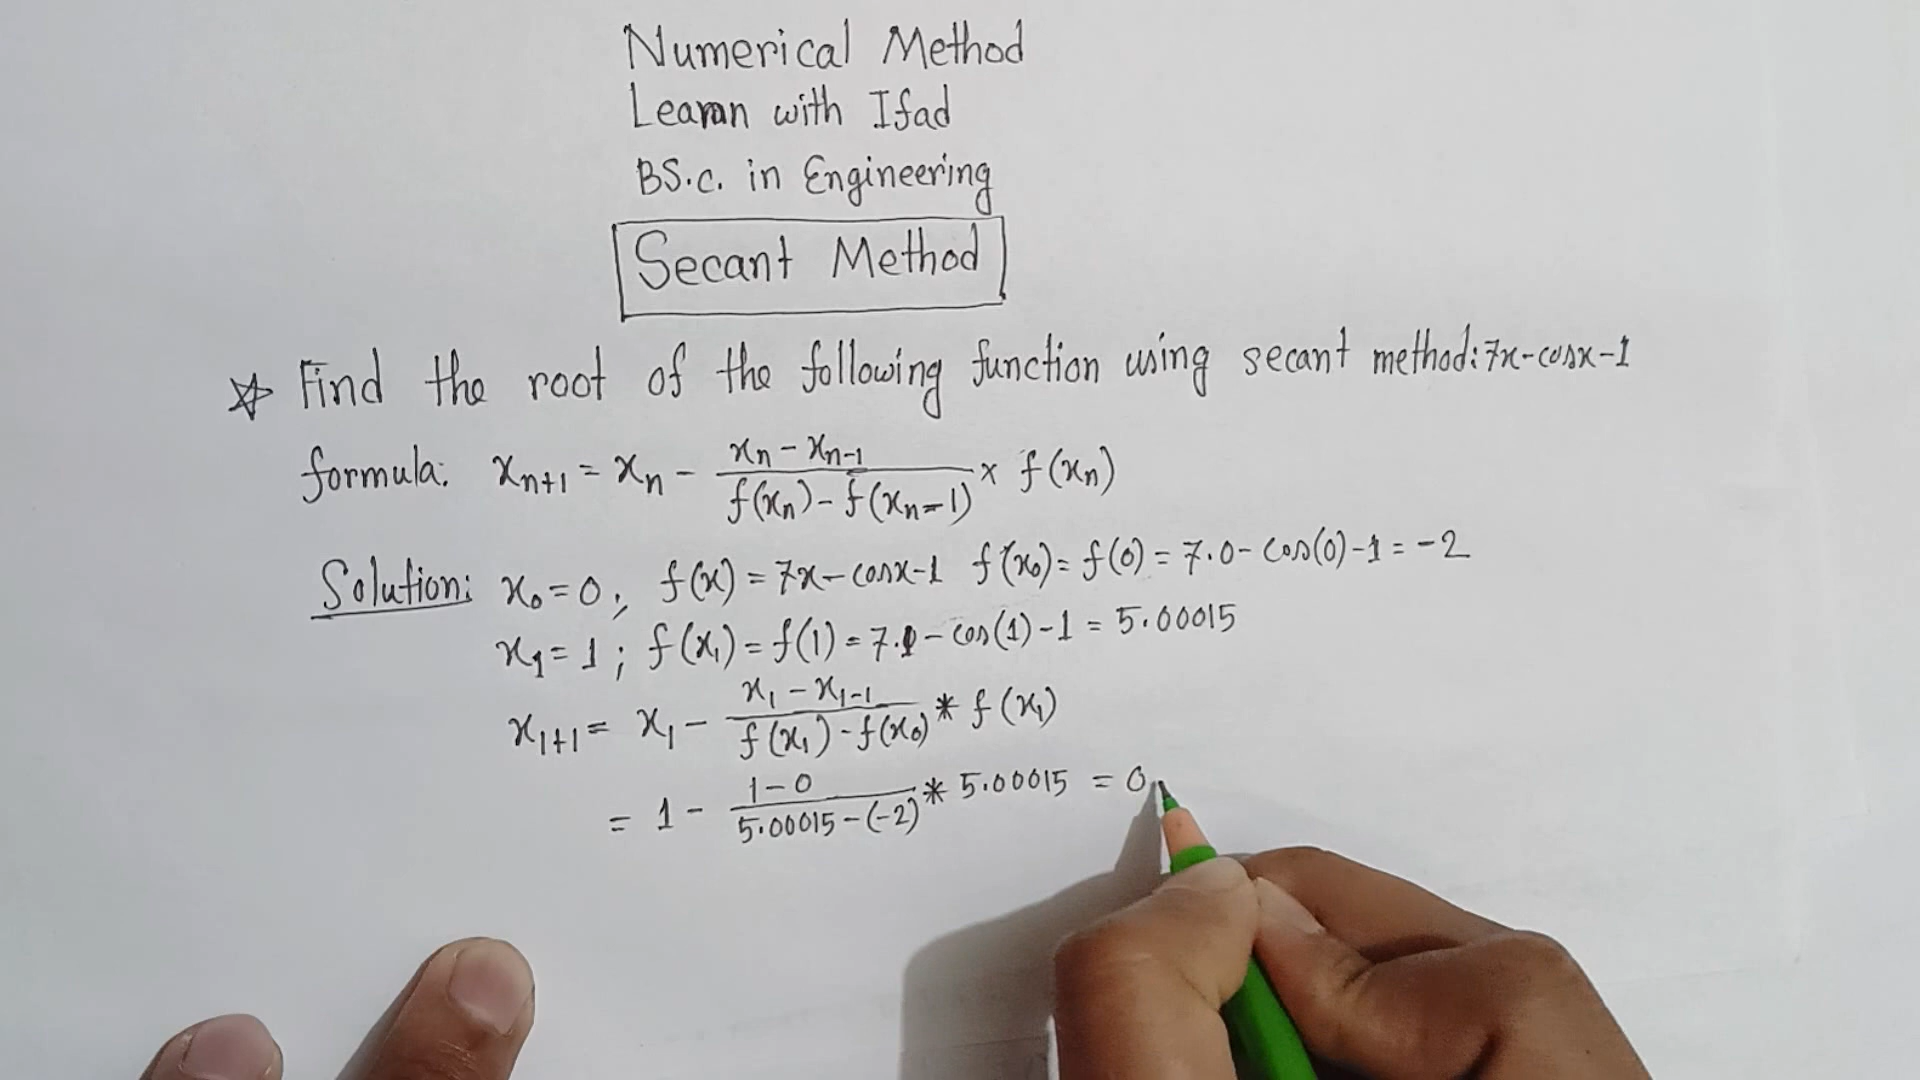 Numerical Method
Learn with Ifad
BS.c. in Engineering
Secant Method
☆ Find the root of the following function using secant method: 7x-cosx-1
formula: xₙ₊₁ = xₙ - (xₙ - xₙ₋₁)/(f(xₙ) - f(xₙ₌1)) × f(xₙ)
Solution: x₀ = 0; f(x) = 7x-cosx-1 f(x₀) = f(0) = 7.0-cos(0)-1 = -2
x₁ = 1; f(x₁) = f(1) = 7.1-cos(1)-1 = 5.00015
x₁₊₁ = x₁ - (x₁ - x₁₋₁)/(f(x₁) - f(x₀)) * f(x₁)
= 1 - (1-0)/(5.00015-(-2)) * 5.00015 = 0.